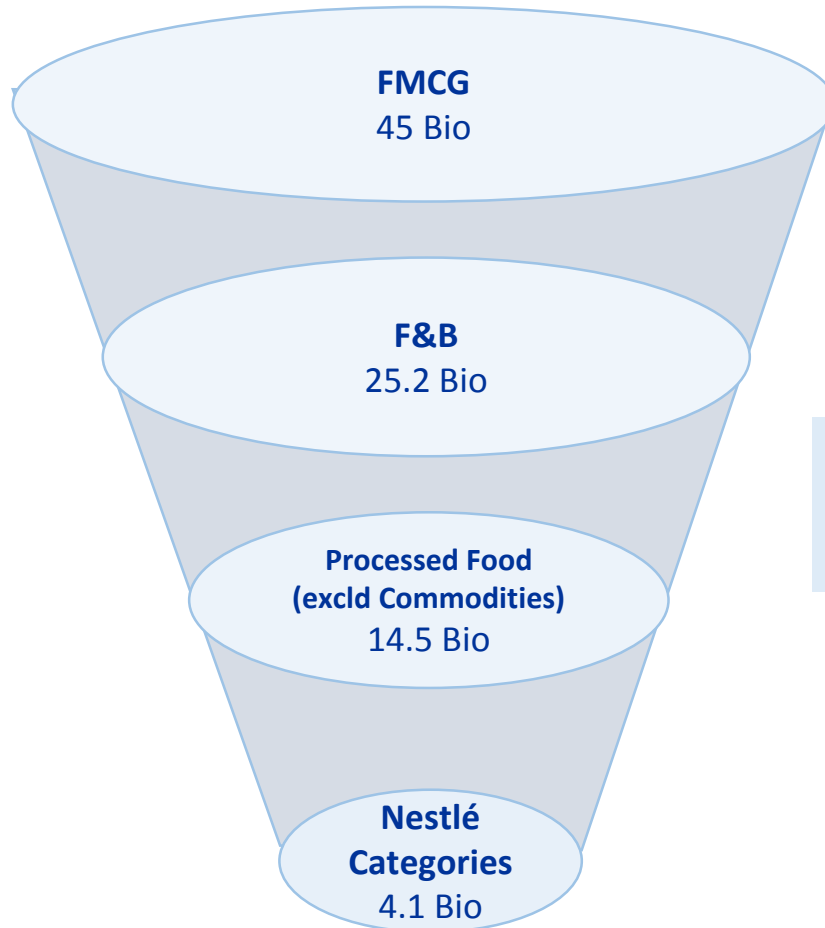 FMCG
45 Bio
F&B
25.2 Bio
Processed Food
(excld Commodities)
14.5 Bio
Nestlé
Categories
4.1 Bio